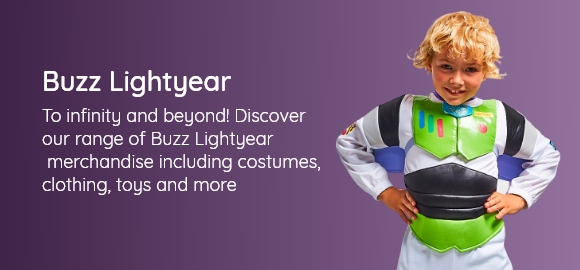 Buzz Lightyear
To infinity and beyond! Discover
our range of Buzz Lightyear
merchandise including costumes,
clothing, toys and more